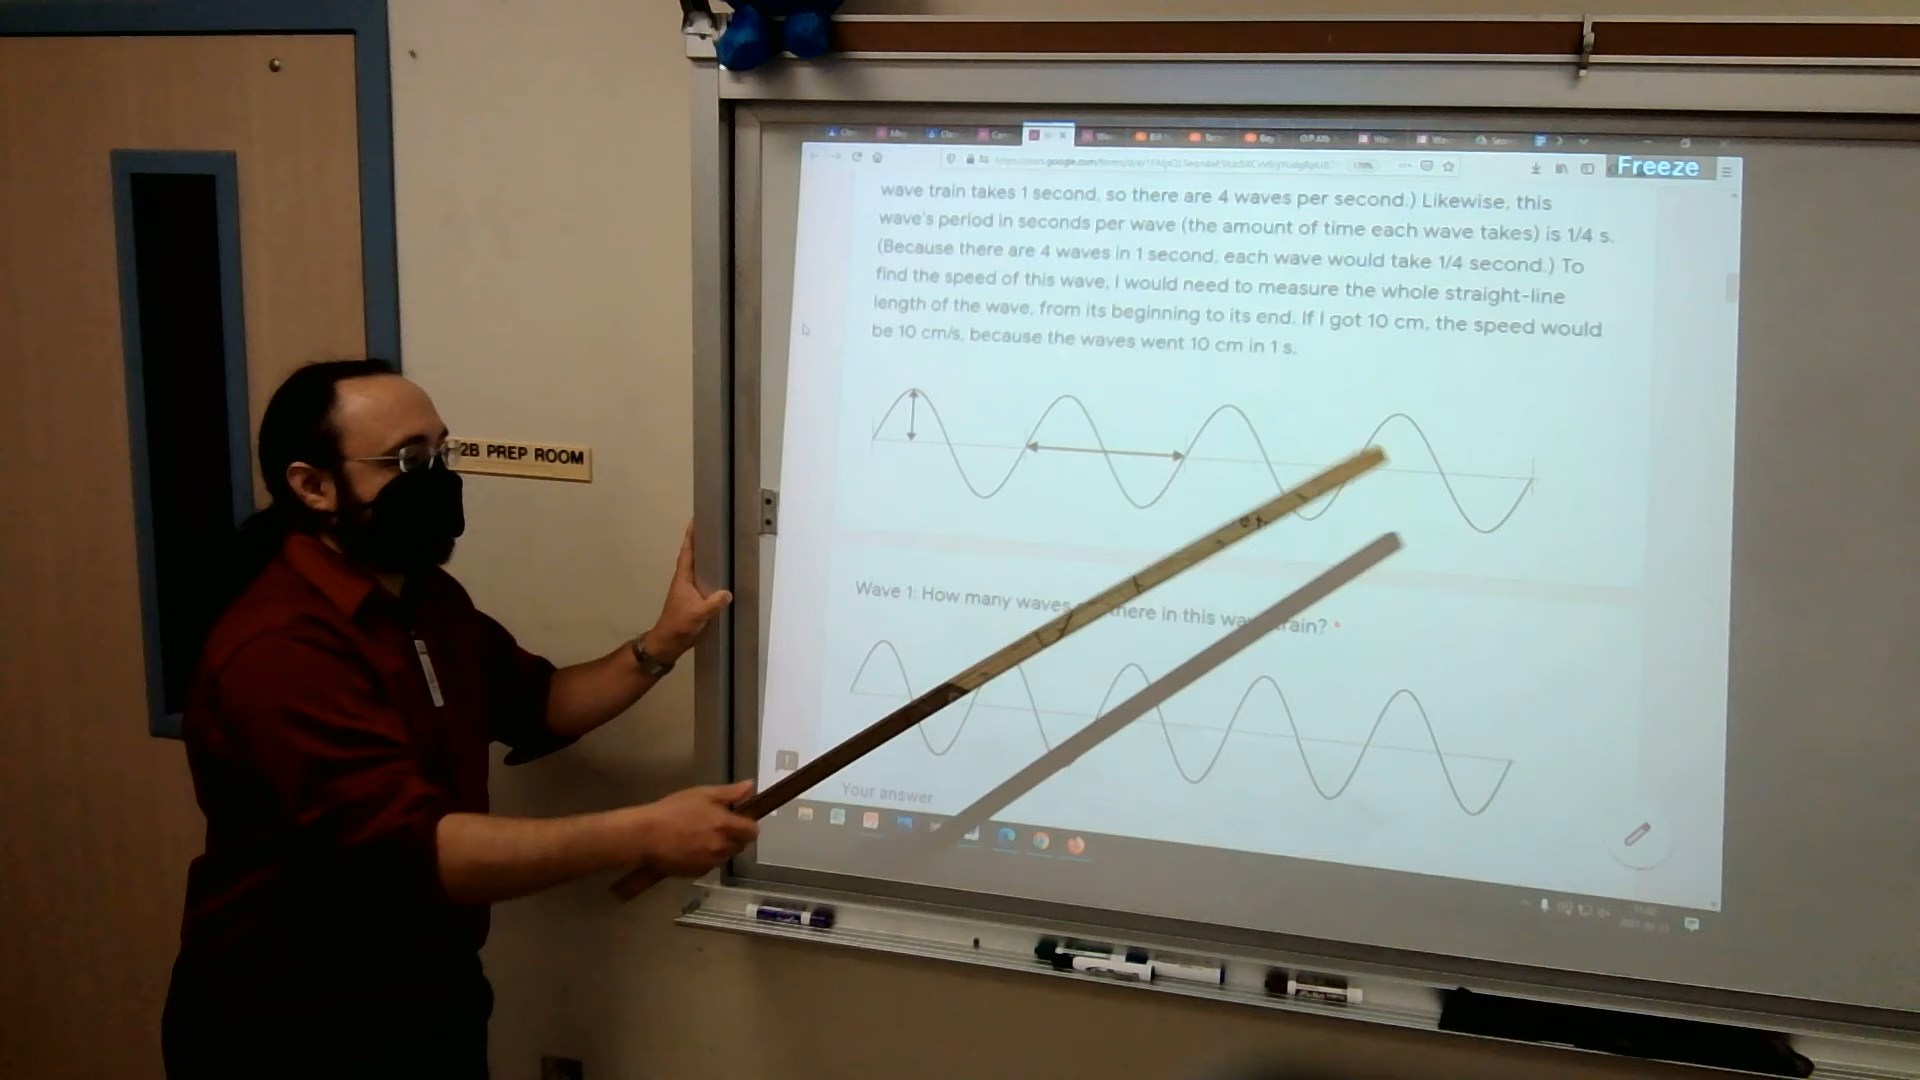 Freeze
wave train takes 1 second, so there are 4 waves per second.) Likewise, this
wave's period in seconds per wave (the amount of time each wave takes) is 1/4 s.
(Because there are 4 waves in 1 second, each wave would take 1/4 second.) To
find the speed of this wave, I would need to measure the whole straight-line
length of the wave, from its beginning to its end. If I got 10 cm, the speed would
be 10 cm/s, because the waves went 10 cm in 1 s.
2B PREP ROOM
Wave 1: How many waves there in this train? *
Your answer